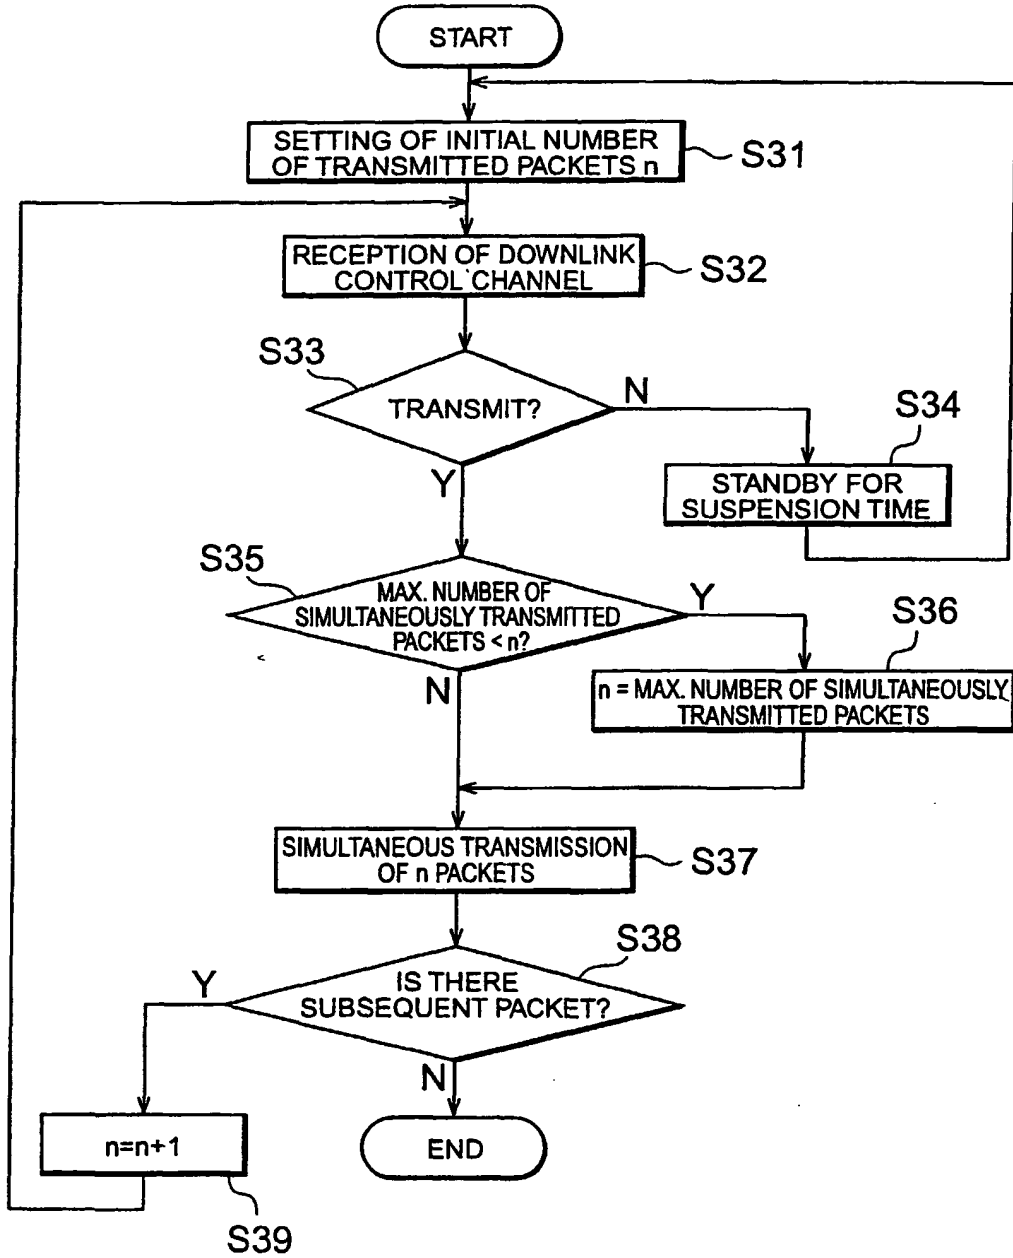 START
SETTING OF INITIAL NUMBER
OF TRANSMITTED PACKETS n
S31
RECEPTION OF DOWNLINK
CONTROL CHANNEL
S32
S33
TRANSMIT?
N
Y
S34
STANDBY FOR
SUSPENSION TIME
S35
MAX. NUMBER OF
SIMULTANEOUSLY TRANSMITTED
PACKETS < n?
Y
N
S36
n = MAX. NUMBER OF SIMULTANEOUSLY
TRANSMITTED PACKETS
SIMULTANEOUS TRANSMISSION
OF n PACKETS
S37
S38
IS THERE
SUBSEQUENT PACKET?
Y
N
n=n+1
S39
END